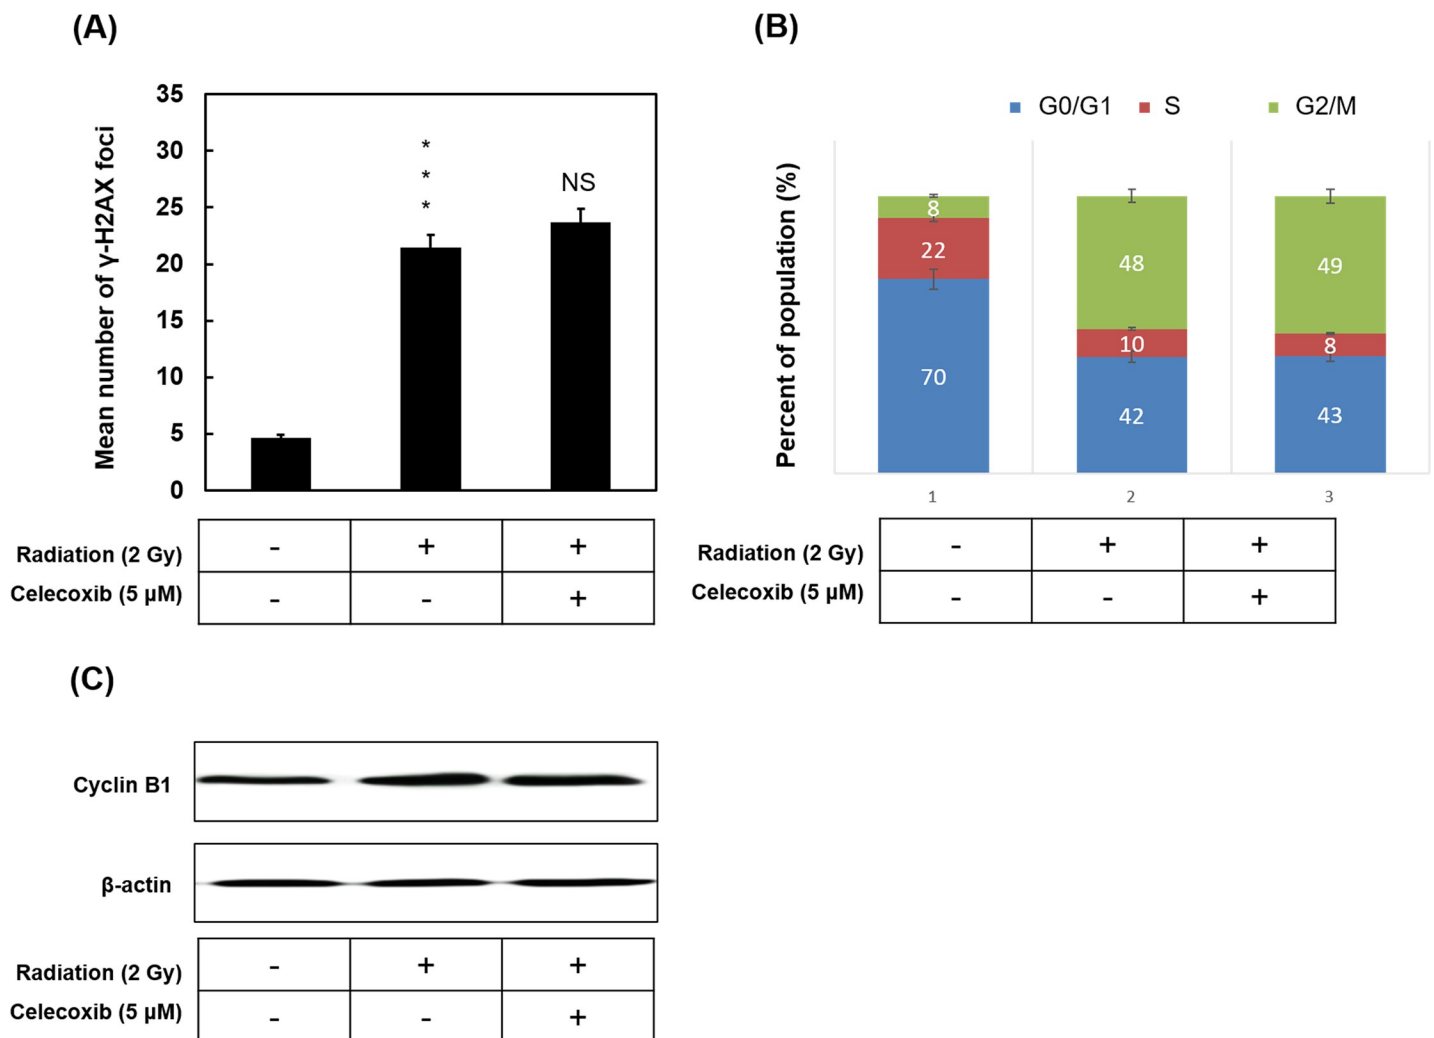 (A)
Mean number of γ-H2AX foci
35
30
25
20
15
10
5
0
*
*
*
NS
Radiation (2 Gy) - + +
Celecoxib (5 µM) - - +
(B)
G0/G1 S G2/M
Percent of population (%)
8
22
70
48
10
42
49
8
43
1 2 3
Radiation (2 Gy) - + +
Celecoxib (5 µM) - - +
(C)
Cyclin B1
β-actin
Radiation (2 Gy) - + +
Celecoxib (5 µM) - - +